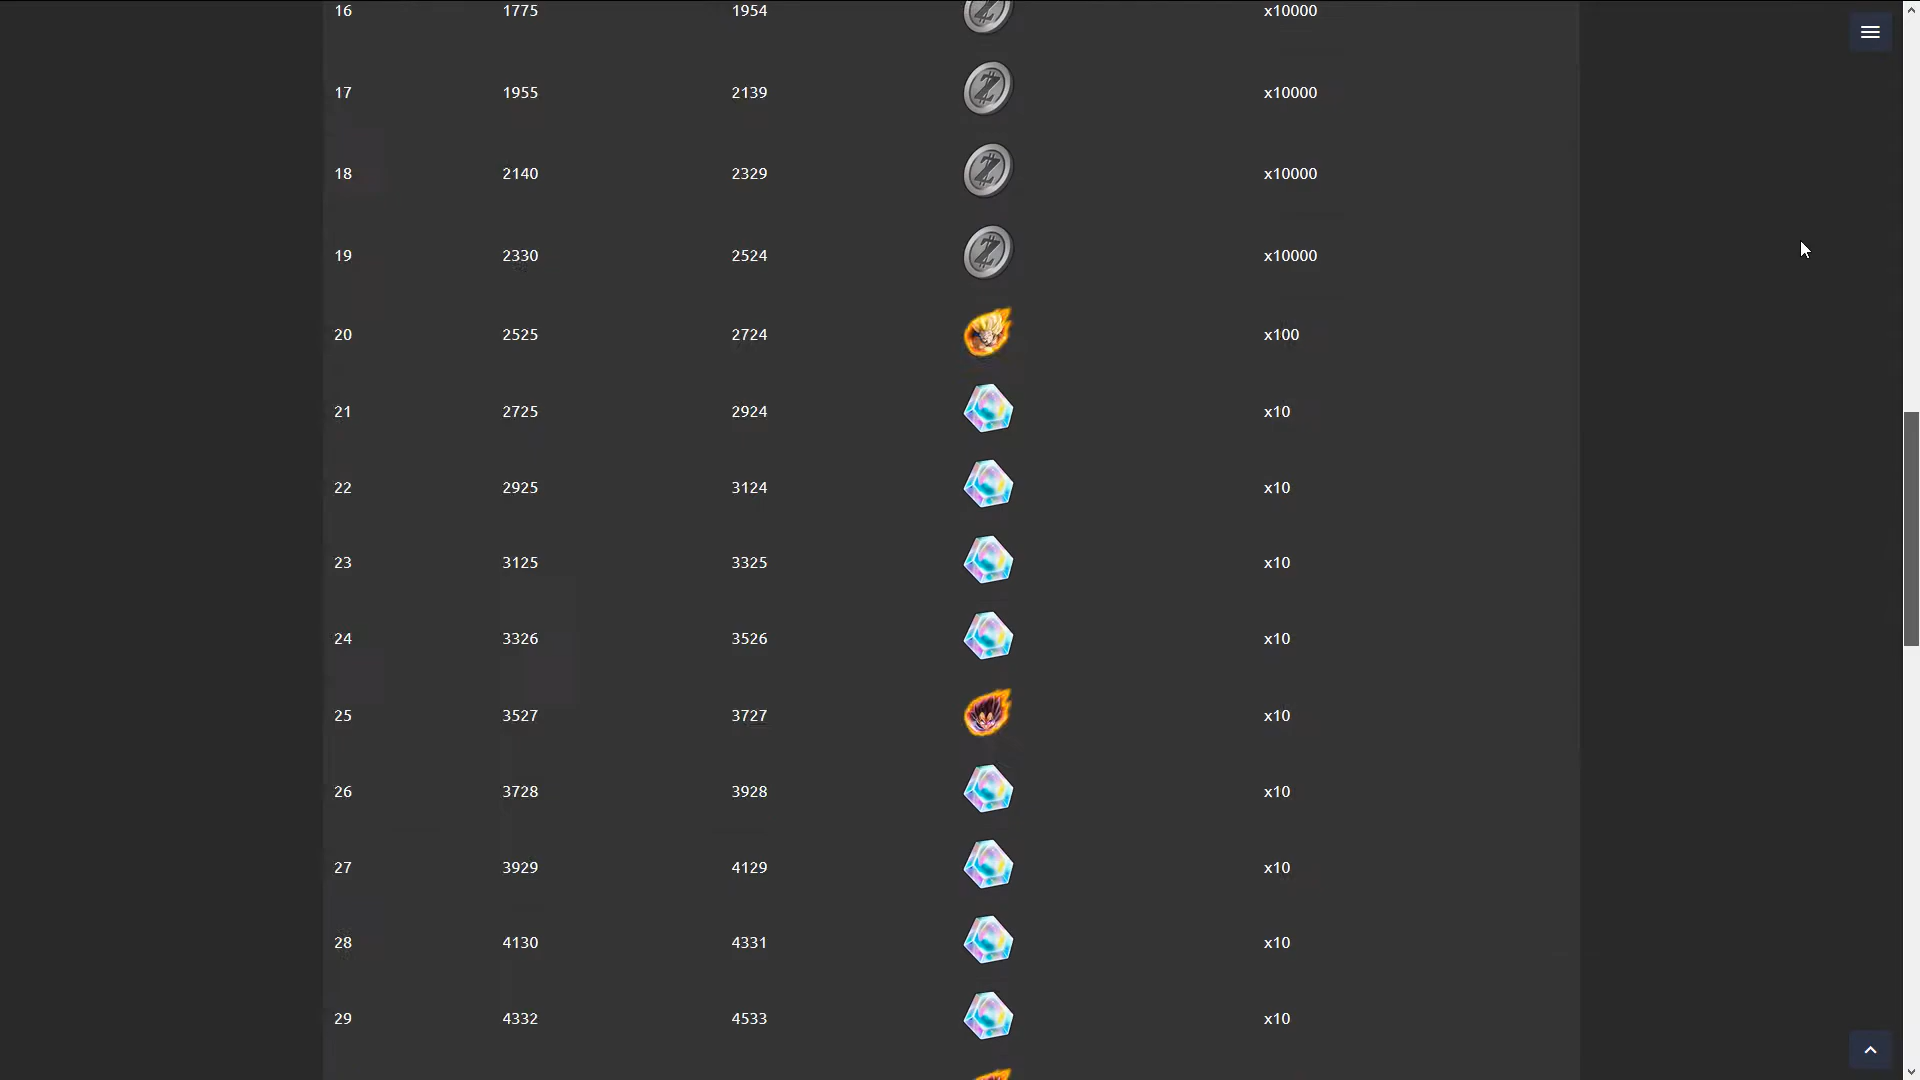 16 1775 1954 x10000
17 1955 2139 x10000
18 2140 2329 x10000
19 2330 2524 x10000
20 2525 2724 x100
21 2725 2924 x10
22 2925 3124 x10
23 3125 3325 x10
24 3326 3526 x10
25 3527 3727 x10
26 3728 3928 x10
27 3929 4129 x10
28 4130 4331 x10
29 4332 4533 x10